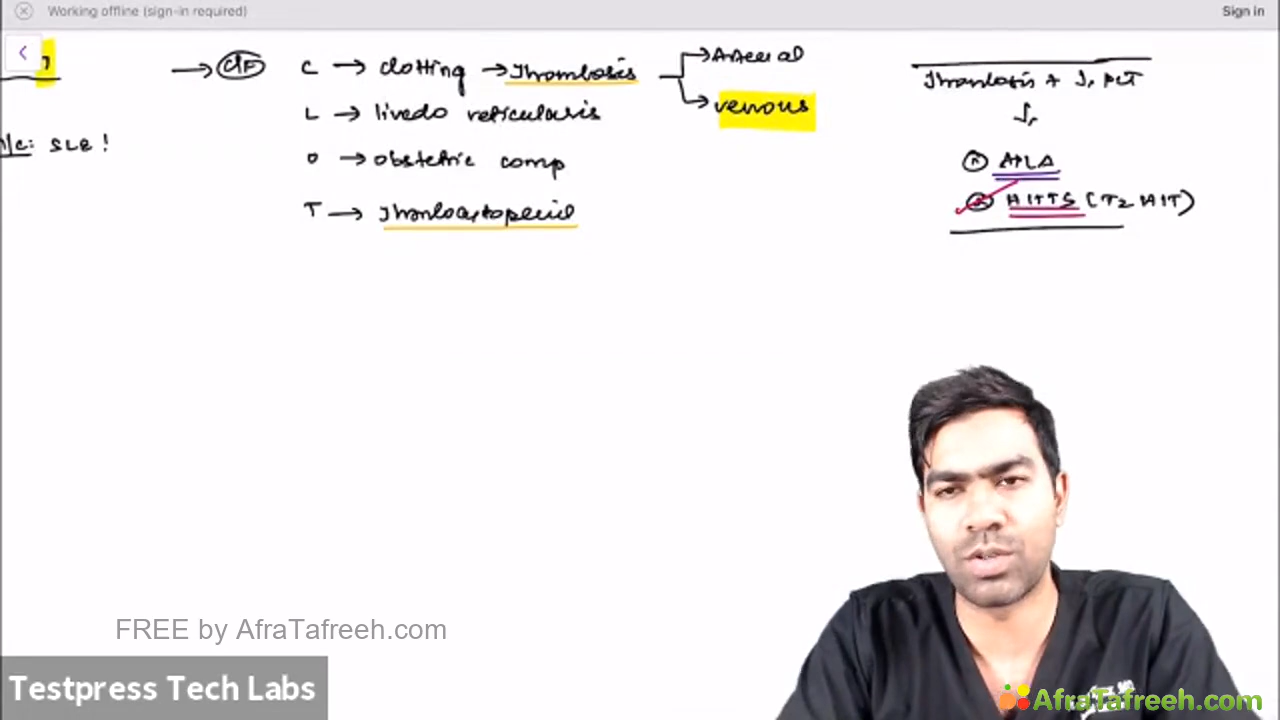 Working offline (sign-in required)
Sign in
→ C/F
C → clotting → Thrombosis → Arterial
→ venous
L → livedo reticularis
O → obstetric comp
T → Thrombocytopenia
M/C: SLE !
Thrombosis + ↓ PLT
↓
① APLA
② HITTS (T2 HIT)
FREE by AfraTafreeh.com
Testpress Tech Labs
AfraTafreeh.com